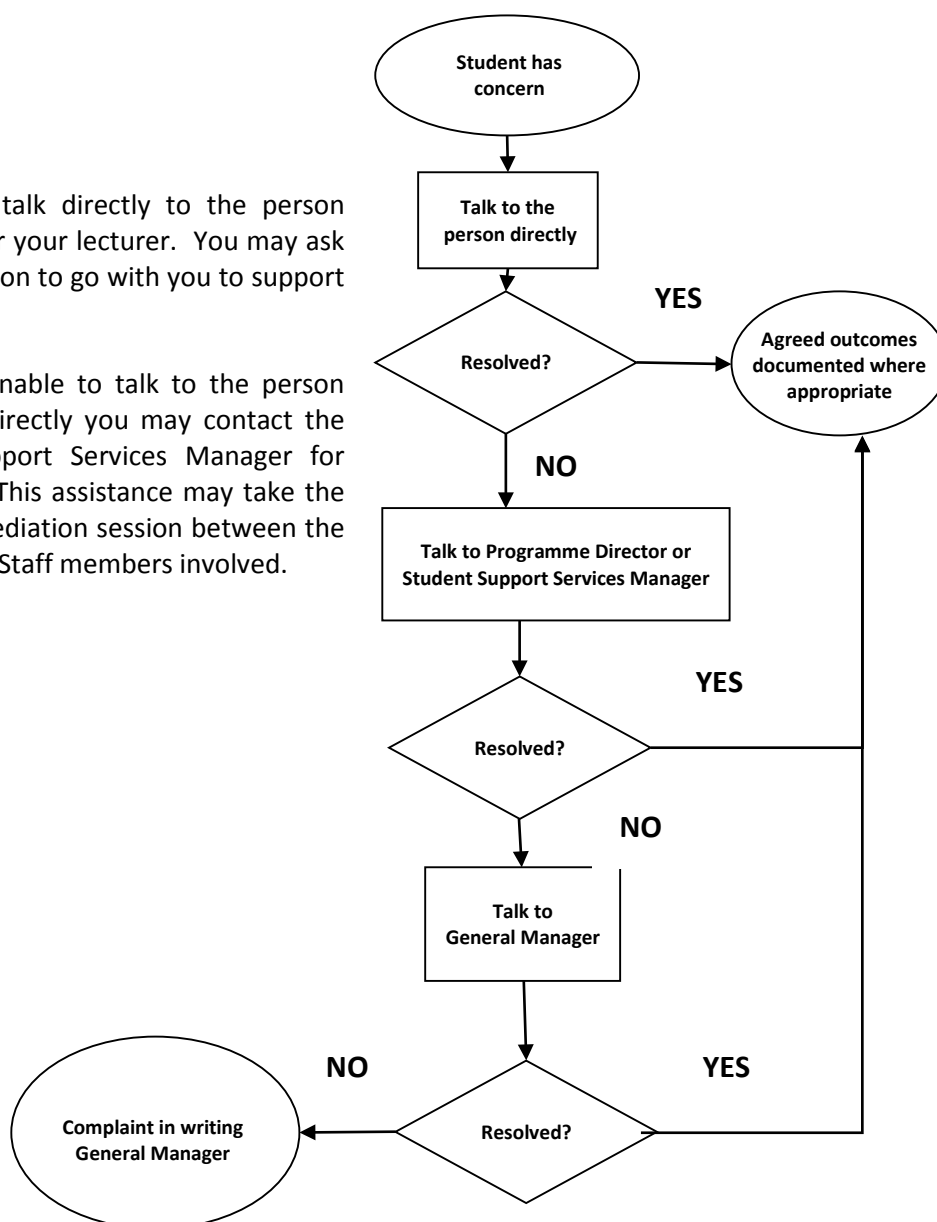 Student has
concern
talk directly to the person
r your lecturer. You may ask
on to go with you to support
Talk to the
person directly
YES
Resolved?
Agreed outcomes
documented where
appropriate
nable to talk to the person
irectly you may contact the
port Services Manager for
This assistance may take the
ediation session between the
Staff members involved.
NO
Talk to Programme Director or
Student Support Services Manager
YES
Resolved?
NO
Talk to
General Manager
NO
YES
Complaint in writing
General Manager
Resolved?